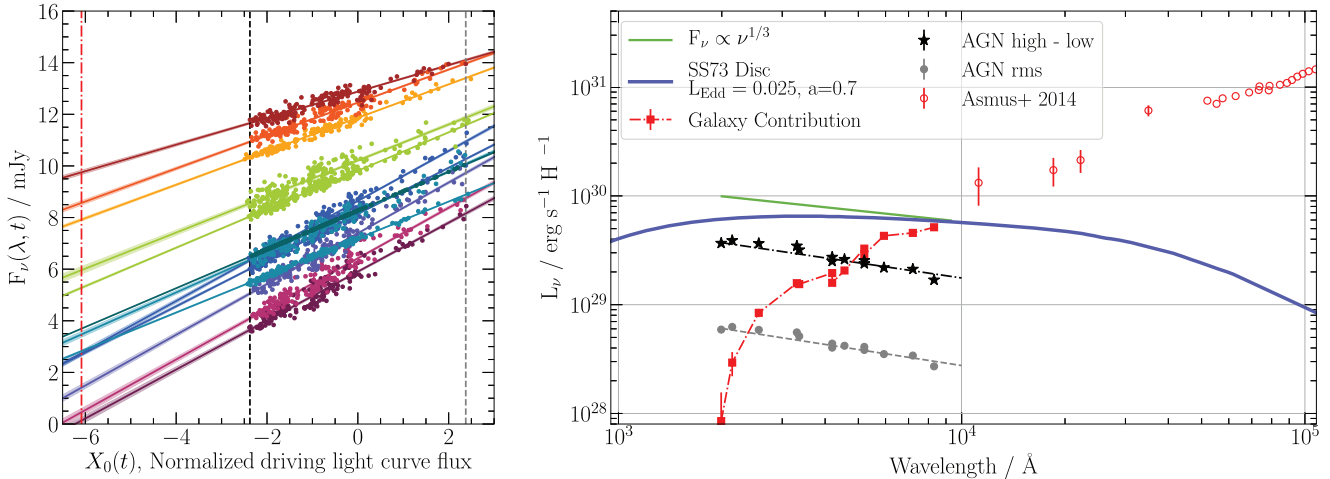 F_ν(λ, t) / mJy
16
14
12
10
8
6
4
2
0
−6
−4
−2
0
2
X_0(t), Normalized driving light curve flux
L_ν / erg s^−1 H^−1
10^31
10^30
10^29
10^28
F_ν ∝ ν^1/3
SS73 Disc
L_Edd = 0.025, a=0.7
Galaxy Contribution
AGN high - low
AGN rms
Asmus+ 2014
10^3
10^4
10^5
Wavelength / Å